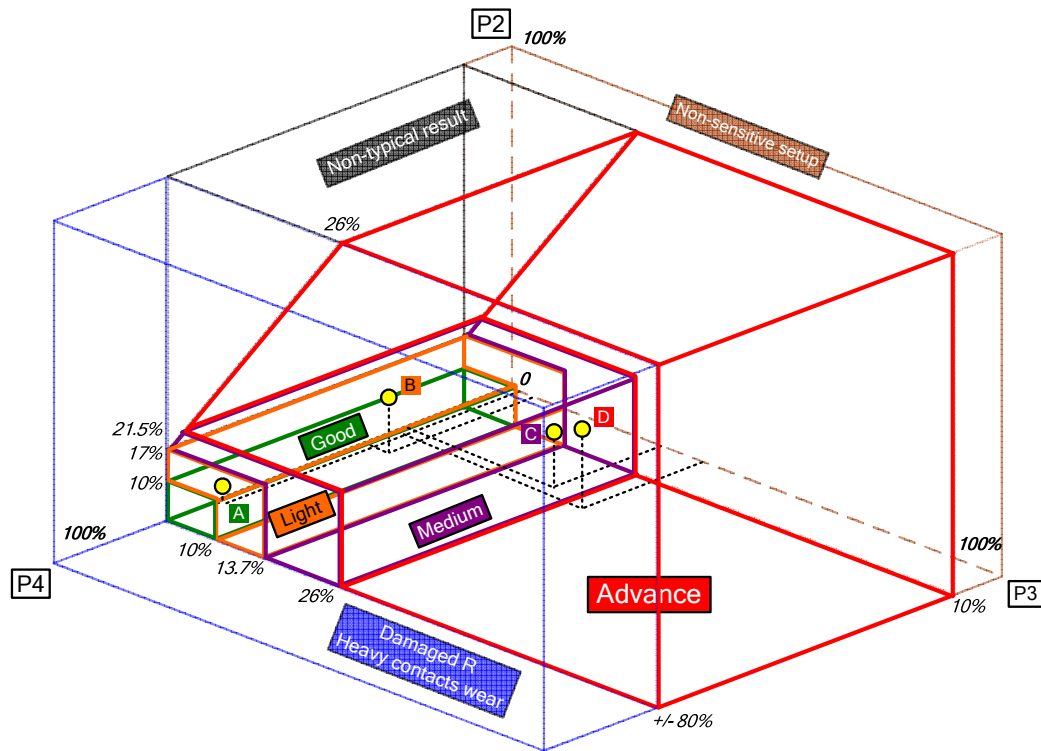 P2
100%
Non-typical result
Non-sensitive setup
26%
0
B
21.5%
Good
C
D
17%
10%
A
Light
Medium
100%
10%
13.7%
100%
P4
26%
Advance
10%
P3
Damaged R
Heavy contacts wear
+/- 80%